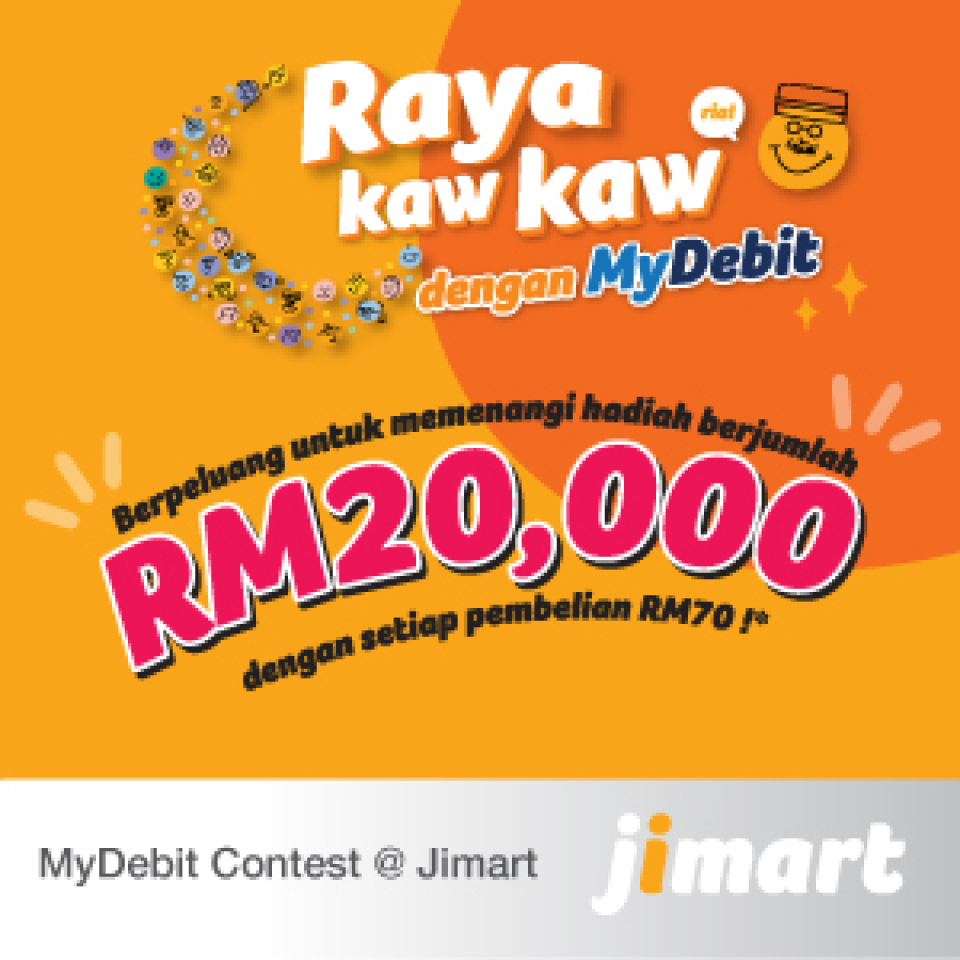 Raya
kaw kaw
riat
dengan MyDebit
Berpeluang untuk memenangi hadiah berjumlah
RM20,000
dengan setiap pembelian RM70 !*
MyDebit Contest @ Jimart
jimart